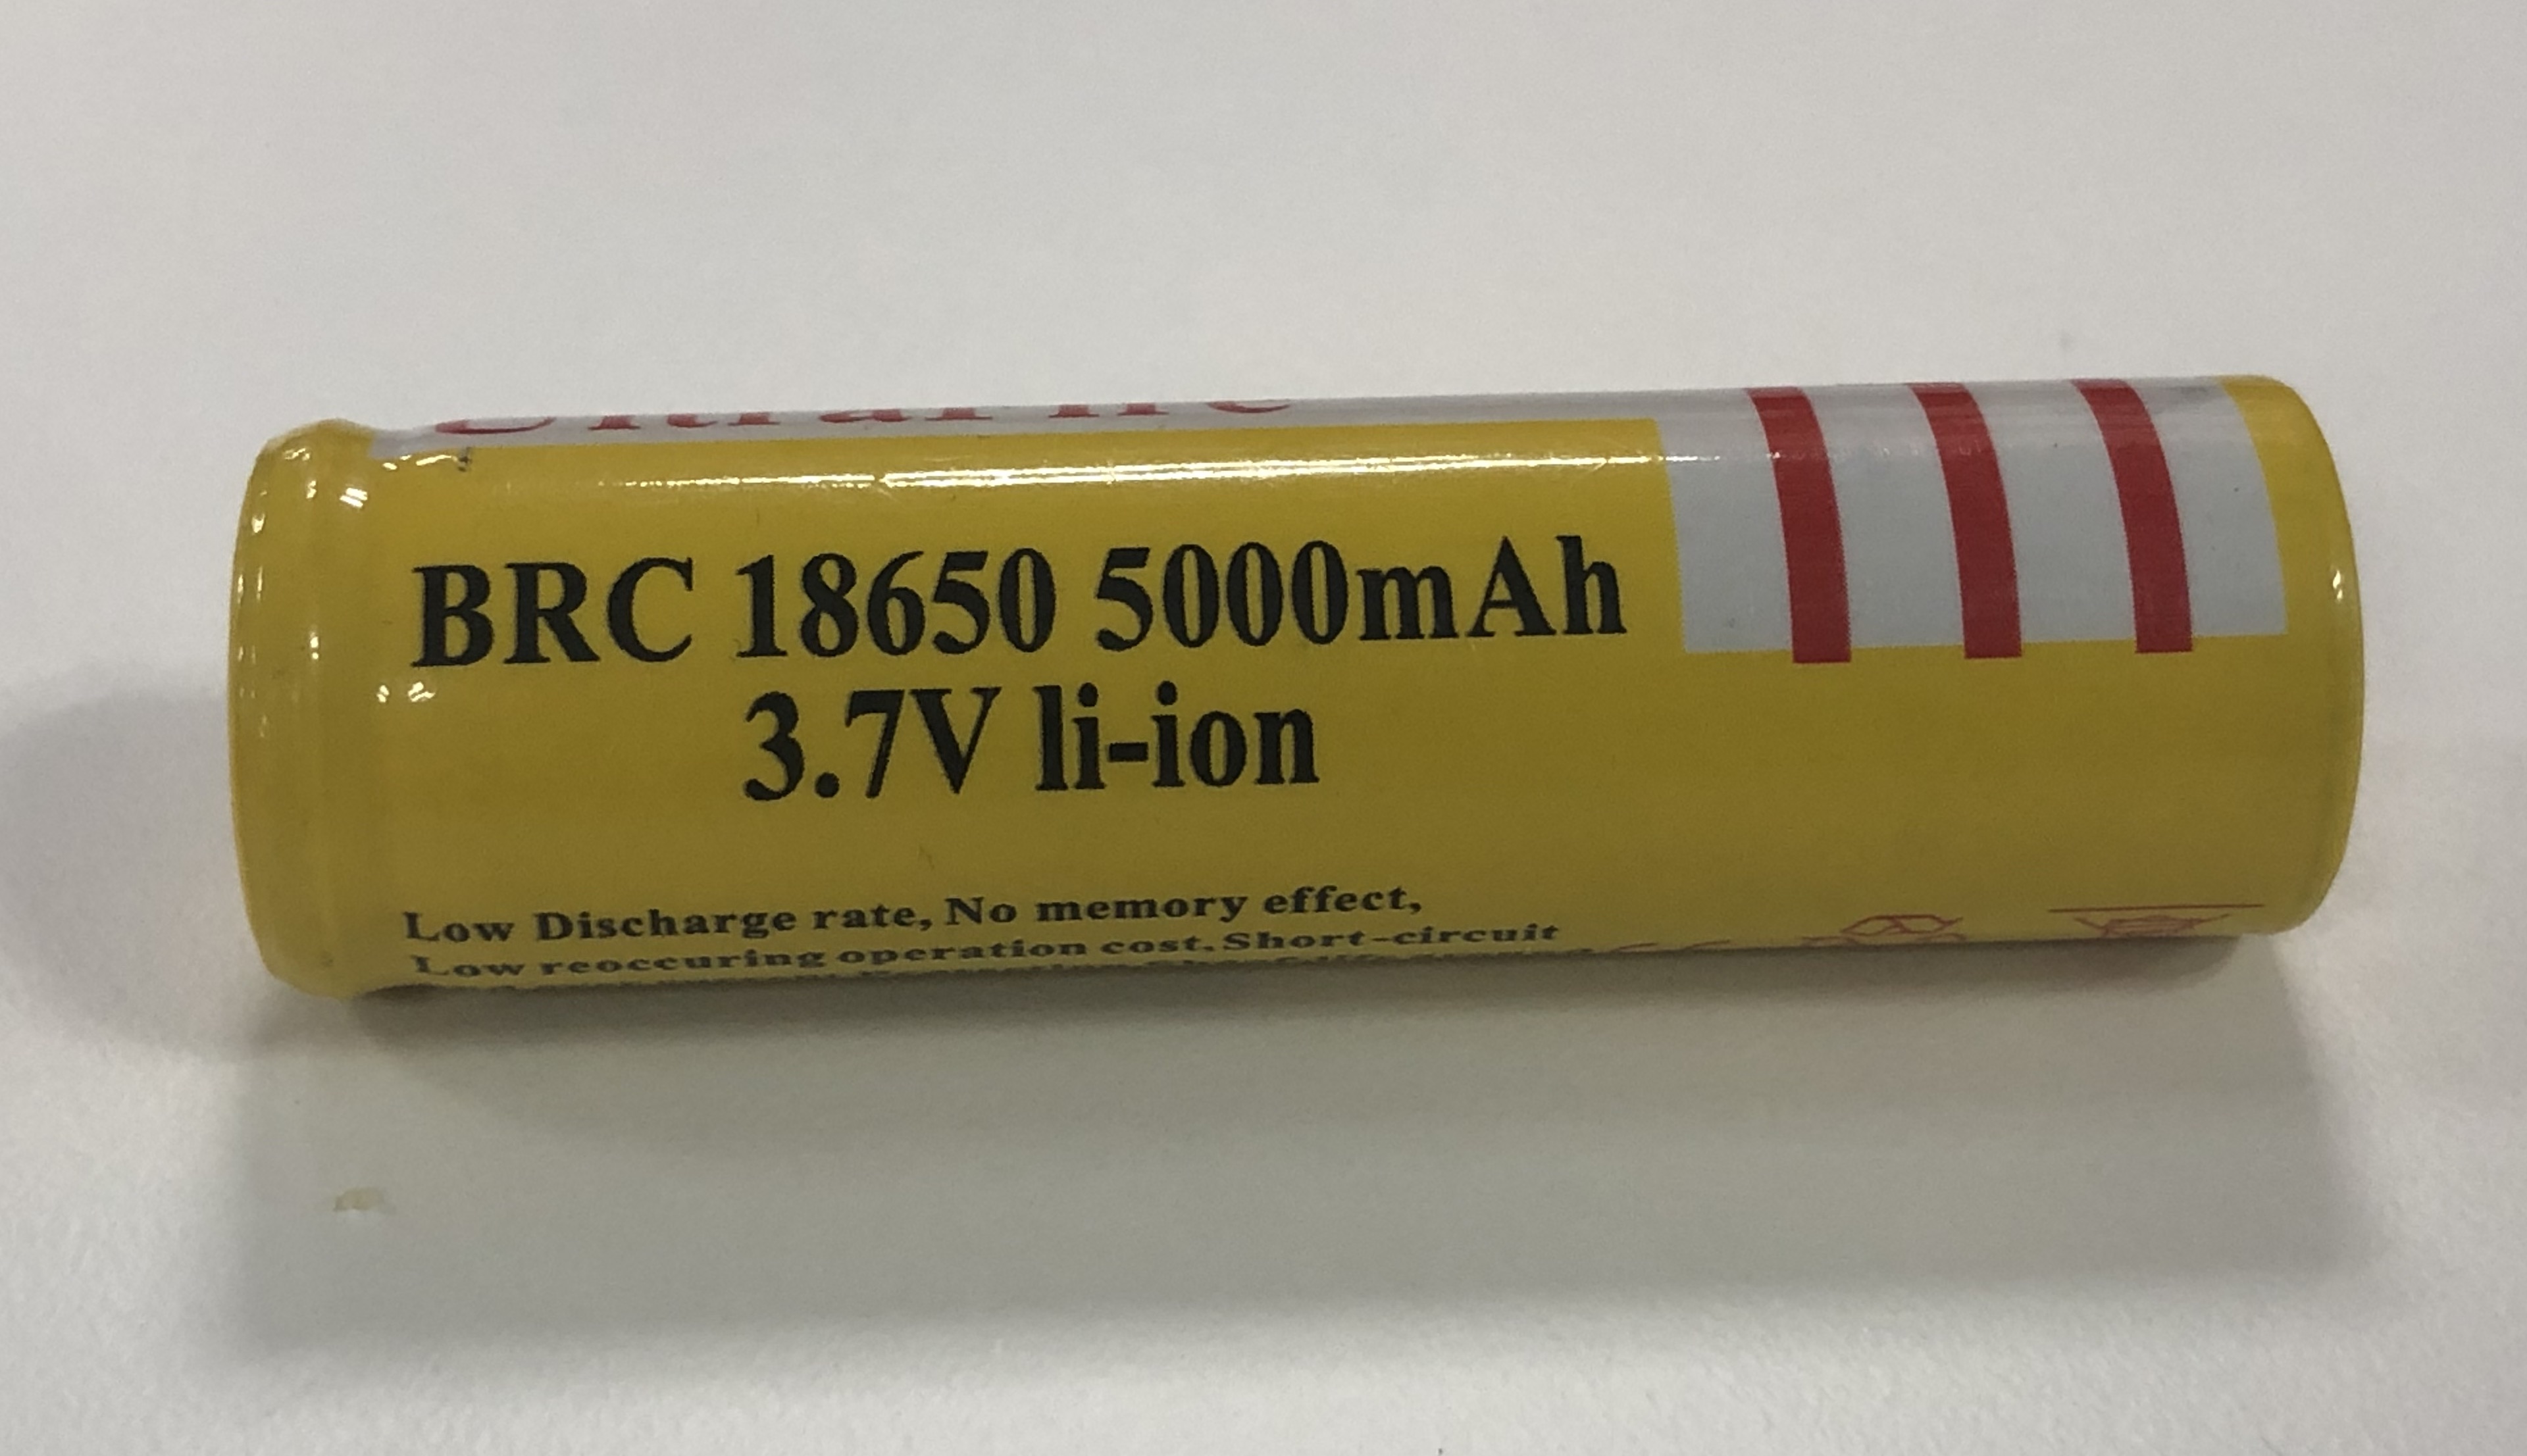 UltraFire
BRC 18650 5000mAh
3.7V li-ion
Low Discharge rate, No memory effect,
Low reoccuring operation cost. Short-circuit